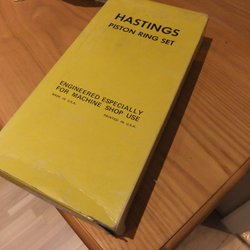 HASTINGS
PISTON RING SET
ENGINEERED ESPECIALLY
FOR MACHINE SHOP USE
MADE IN U.S.A. PRINTED IN U.S.A.